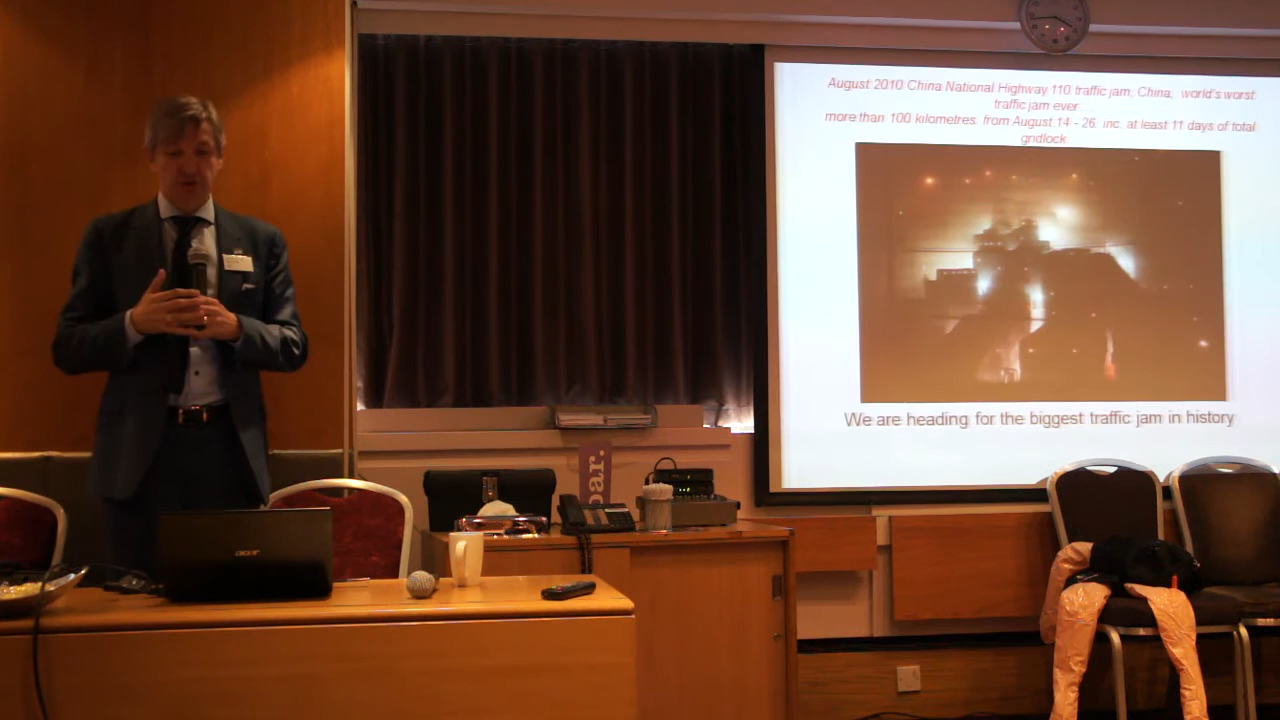 August 2010 China National Highway 110 traffic jam, China, world's worst
traffic jam ever ...
more than 100 kilometres from August 14 - 26, inc. at least 11 days of total
gridlock
We are heading for the biggest traffic jam in history
bar.
acer